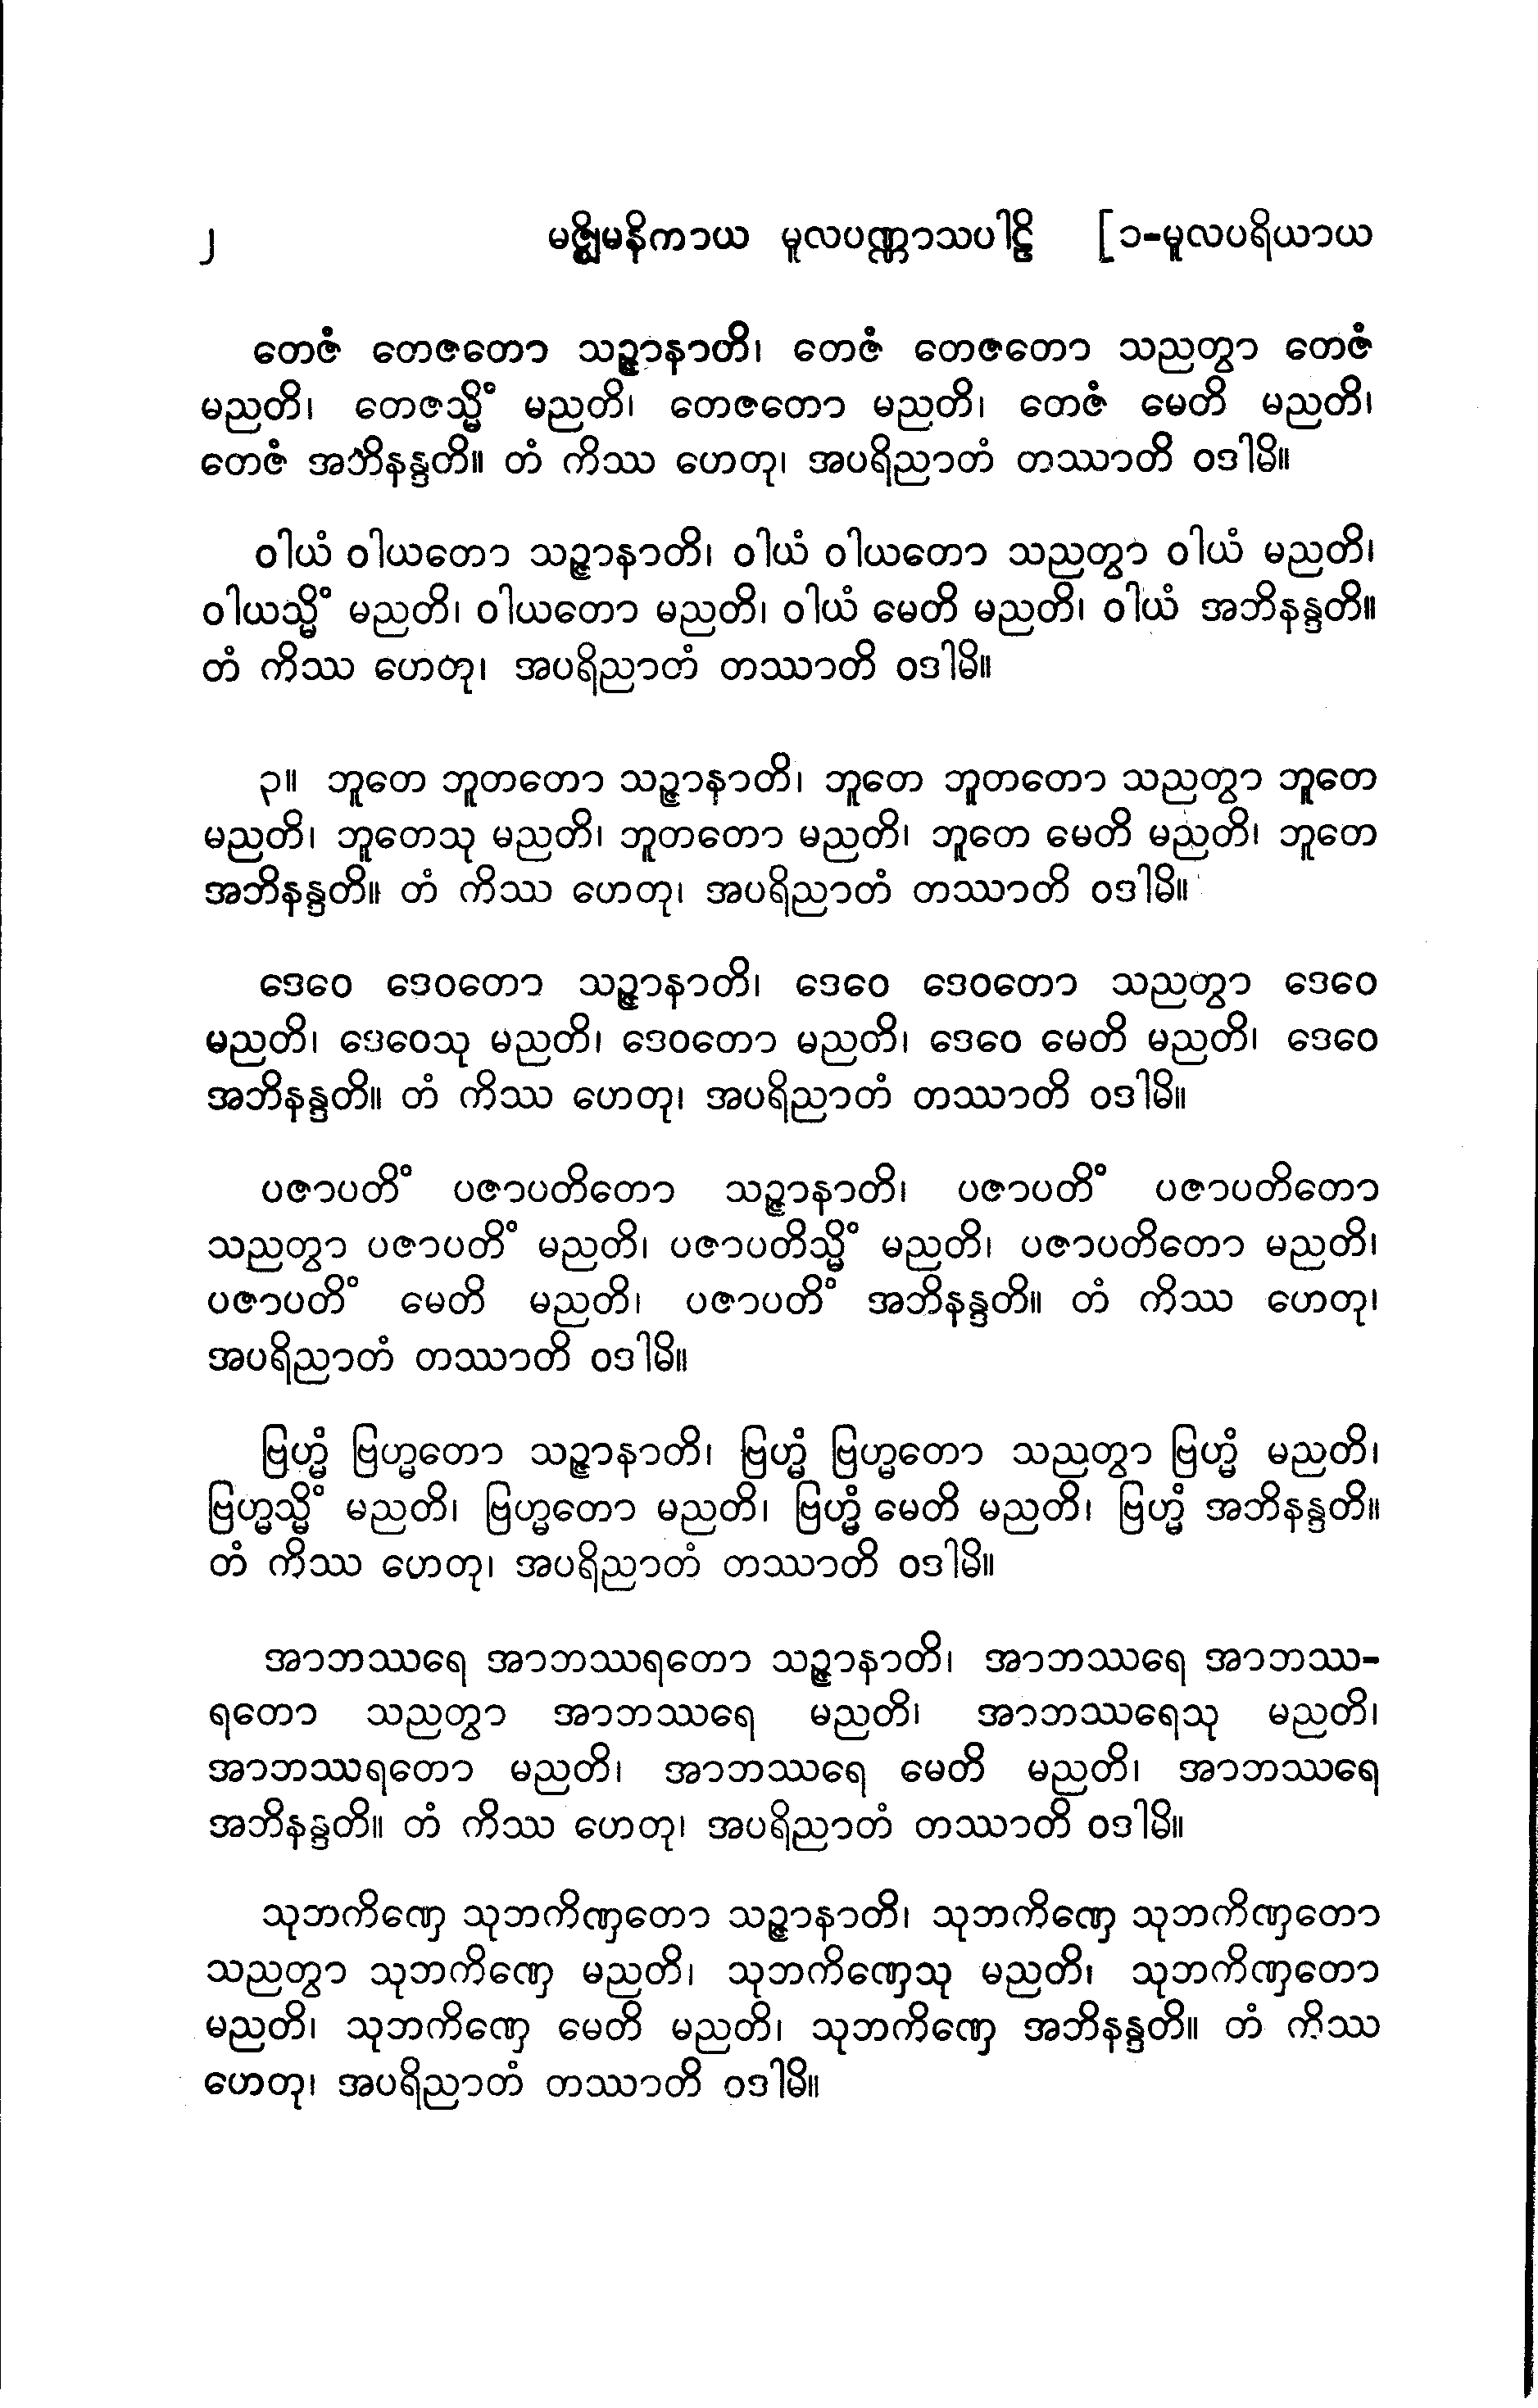 ၂ မဇ္ဈိမနိကာယ မူလပဏ္ဏာသပါဠိ [၁-မူလပရိယာယ
တေဇံ တေဇတော သဉ္ဇာနာတိ၊ တေဇံ တေဇတော သညတွာ တေဇံ
မညတိ၊ တေဇသ္မိံ မညတိ၊ တေဇတော မညတိ၊ တေဇံ မေတိ မညတိ၊
တေဇံ အဘိနန္ဒတိ။ တံ ကိဿ ဟေတု၊ အပရိညာတံ တဿာတိ ဝဒါမိ။
ဝါယံ ဝါယတော သဉ္ဇာနာတိ၊ ဝါယံ ဝါယတော သညတွာ ဝါယံ မညတိ၊
ဝါယသ္မိံ မညတိ၊ ဝါယတော မညတိ၊ ဝါယံ မေတိ မညတိ၊ ဝါယံ အဘိနန္ဒတိ။
တံ ကိဿ ဟေတု၊ အပရိညာတံ တဿာတိ ဝဒါမိ။
၃။ ဘူတေ ဘူတတော သဉ္ဇာနာတိ၊ ဘူတေ ဘူတတော သညတွာ ဘူတေ
မညတိ၊ ဘူတေသု မညတိ၊ ဘူတတော မညတိ၊ ဘူတေ မေတိ မညတိ၊ ဘူတေ
အဘိနန္ဒတိ။ တံ ကိဿ ဟေတု၊ အပရိညာတံ တဿာတိ ဝဒါမိ။
ဒေဝေ ဒေဝတော သဉ္ဇာနာတိ၊ ဒေဝေ ဒေဝတော သညတွာ ဒေဝေ
မညတိ၊ ဒေဝေသု မညတိ၊ ဒေဝတော မညတိ၊ ဒေဝေ မေတိ မညတိ၊ ဒေဝေ
အဘိနန္ဒတိ။ တံ ကိဿ ဟေတု၊ အပရိညာတံ တဿာတိ ဝဒါမိ။
ပဇာပတိံ ပဇာပတိတော သဉ္ဇာနာတိ၊ ပဇာပတိံ ပဇာပတိတော
သညတွာ ပဇာပတိံ မညတိ၊ ပဇာပတိသ္မိံ မညတိ၊ ပဇာပတိတော မညတိ၊
ပဇာပတိံ မေတိ မညတိ၊ ပဇာပတိံ အဘိနန္ဒတိ။ တံ ကိဿ ဟေတု၊
အပရိညာတံ တဿာတိ ဝဒါမိ။
ဗြဟ္မံ ဗြဟ္မတော သဉ္ဇာနာတိ၊ ဗြဟ္မံ ဗြဟ္မတော သညတွာ ဗြဟ္မံ မညတိ၊
ဗြဟ္မသ္မိံ မညတိ၊ ဗြဟ္မတော မညတိ၊ ဗြဟ္မံ မေတိ မညတိ၊ ဗြဟ္မံ အဘိနန္ဒတိ။
တံ ကိဿ ဟေတု၊ အပရိညာတံ တဿာတိ ဝဒါမိ။
အာဘဿရေ အာဘဿရတော သဉ္ဇာနာတိ၊ အာဘဿရေ အာဘဿ-
ရတော သညတွာ အာဘဿရေ မညတိ၊ အာဘဿရေသု မညတိ၊
အာဘဿရတော မညတိ၊ အာဘဿရေ မေတိ မညတိ၊ အာဘဿရေ
အဘိနန္ဒတိ။ တံ ကိဿ ဟေတု၊ အပရိညာတံ တဿာတိ ဝဒါမိ။
သုဘကိဏှေ သုဘကိဏှတော သဉ္ဇာနာတိ၊ သုဘကိဏှေ သုဘကိဏှတော
သညတွာ သုဘကိဏှေ မညတိ၊ သုဘကိဏှေသု မညတိ၊ သုဘကိဏှတော
မညတိ၊ သုဘကိဏှေ မေတိ မညတိ၊ သုဘကိဏှေ အဘိနန္ဒတိ။ တံ ကိဿ
ဟေတု၊ အပရိညာတံ တဿာတိ ဝဒါမိ။